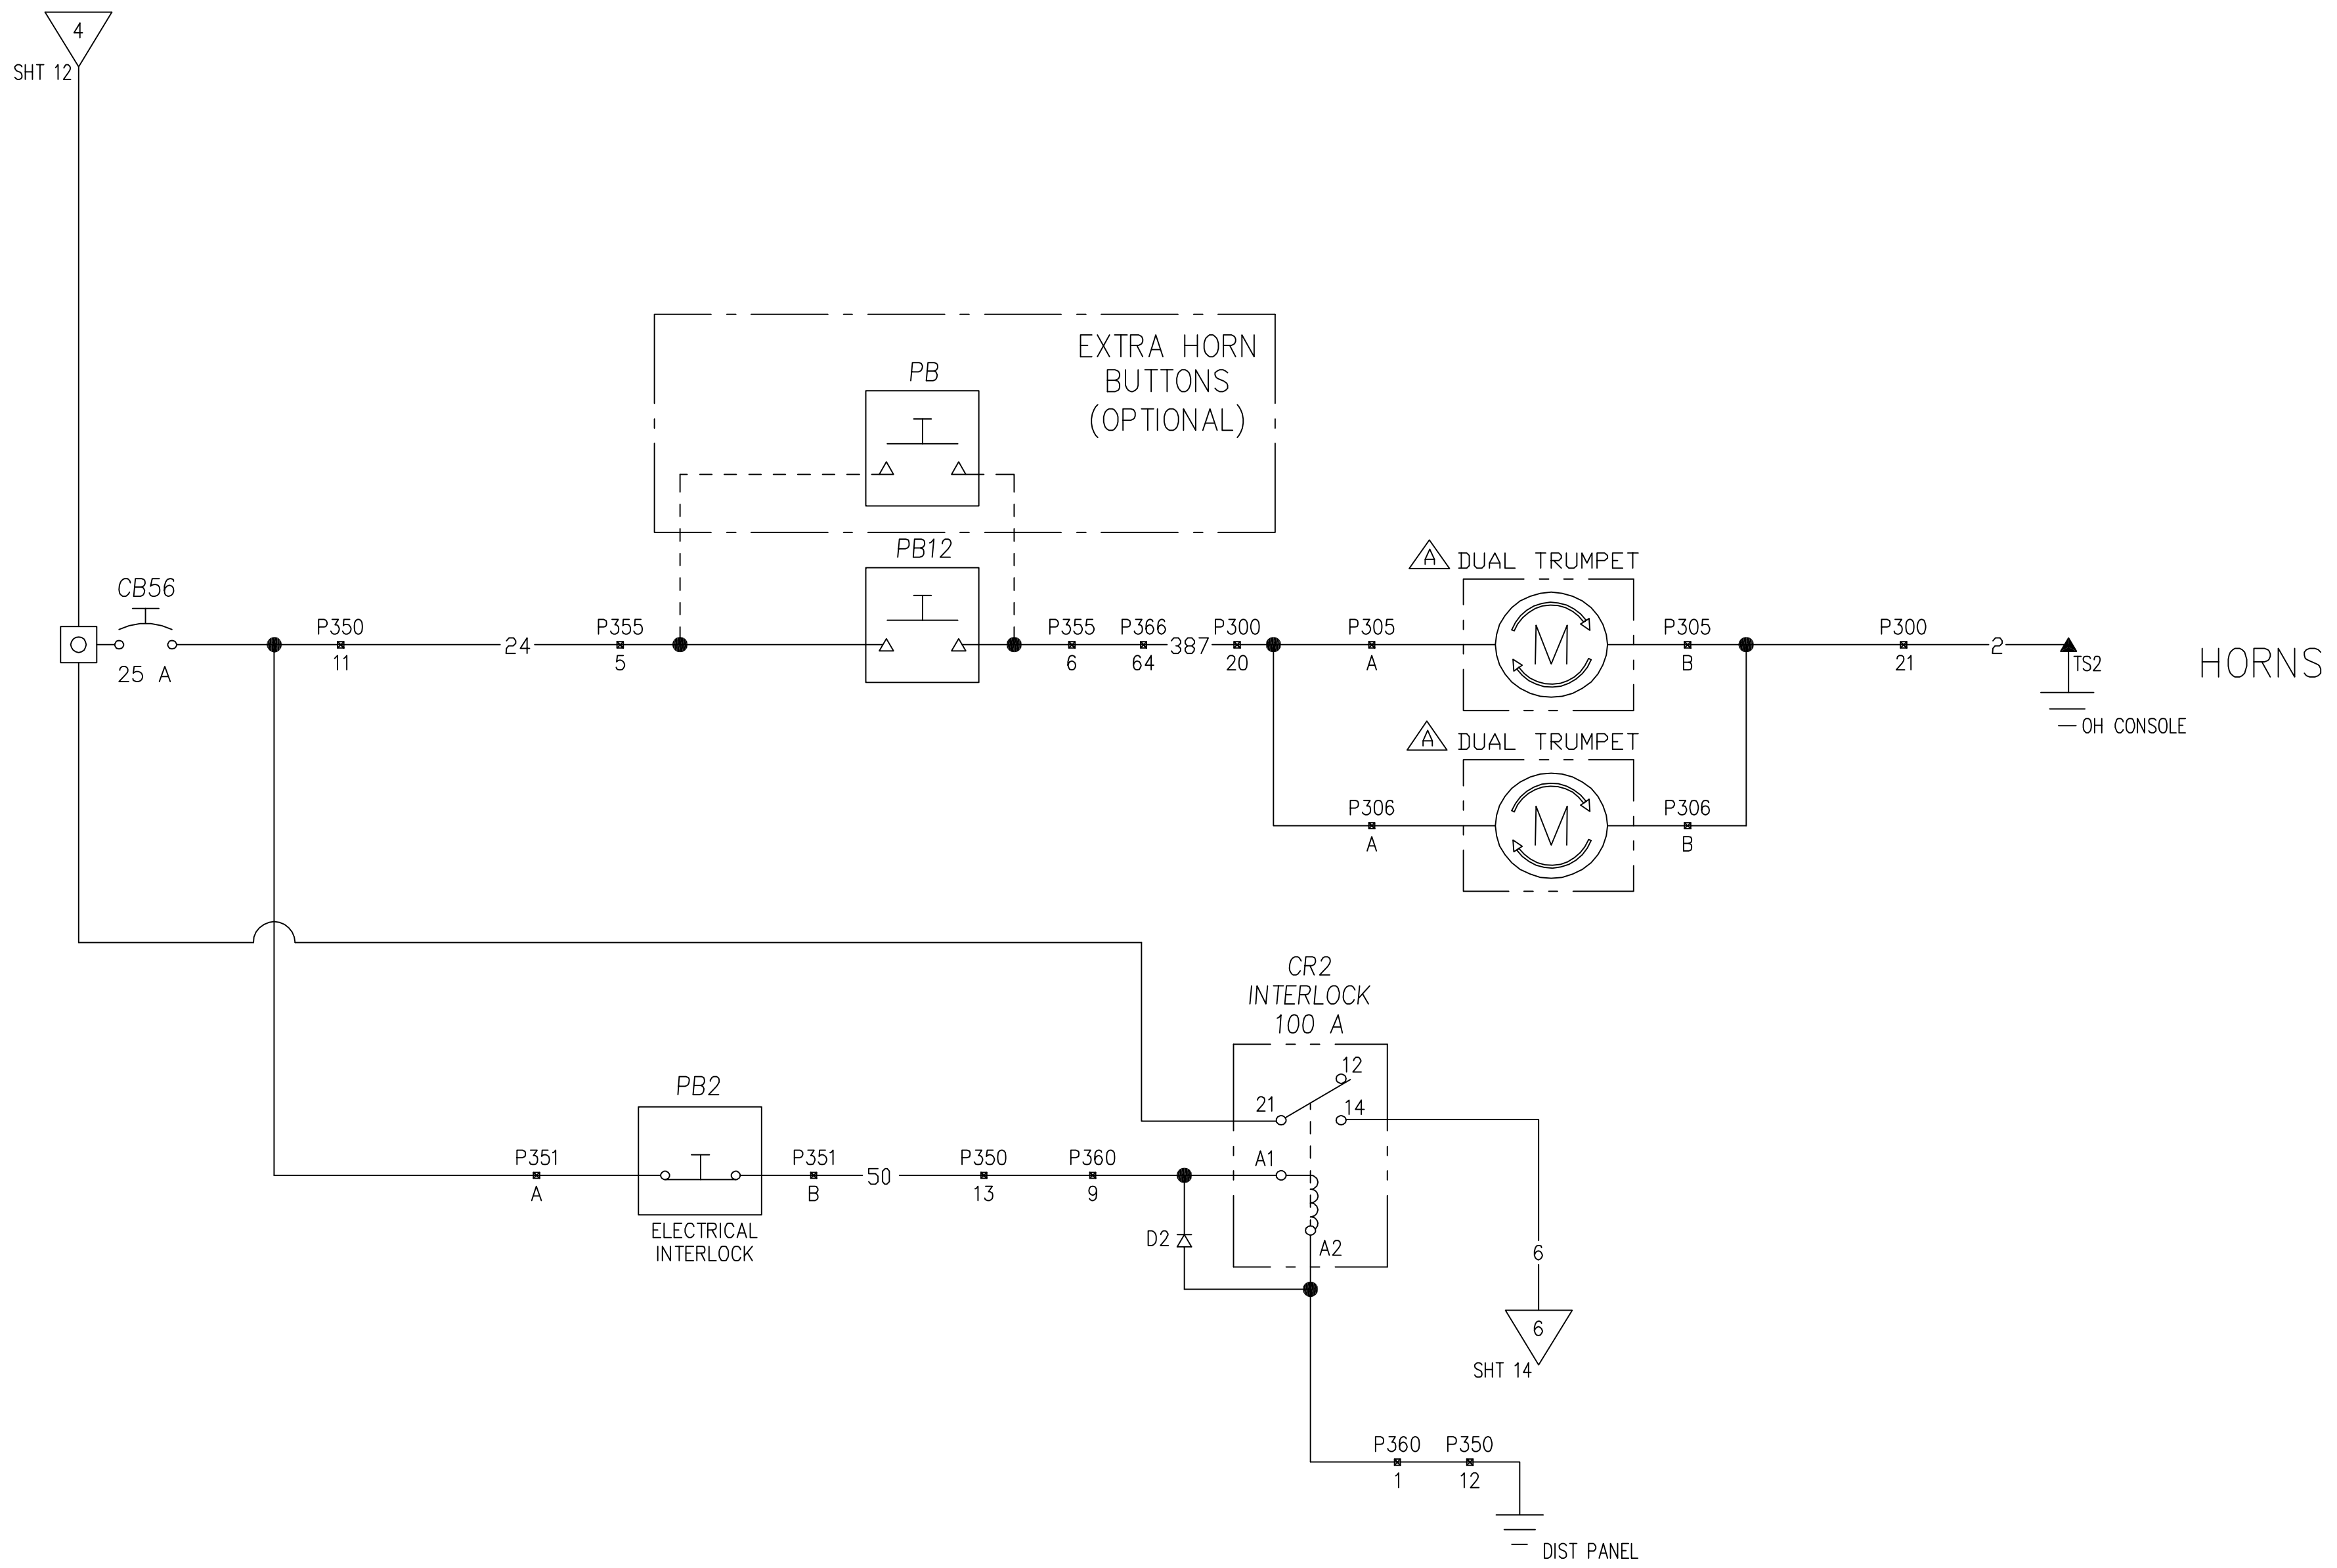 4
SHT 12
EXTRA HORN
BUTTONS
(OPTIONAL)
PB
PB12
CB56
25 A
P350
11
24
P355
5
P355
6
P366
64
387
P300
20
A DUAL TRUMPET
P305
A
M
P305
B
P300
21
2
TS2
OH CONSOLE
HORNS
A DUAL TRUMPET
P306
A
M
P306
B
CR2
INTERLOCK
100 A
12
21
14
A1
A2
PB2
P351
A
P351
B
50
P350
13
P360
9
ELECTRICAL
INTERLOCK
D2
6
6
SHT 14
P360
1
P350
12
DIST PANEL